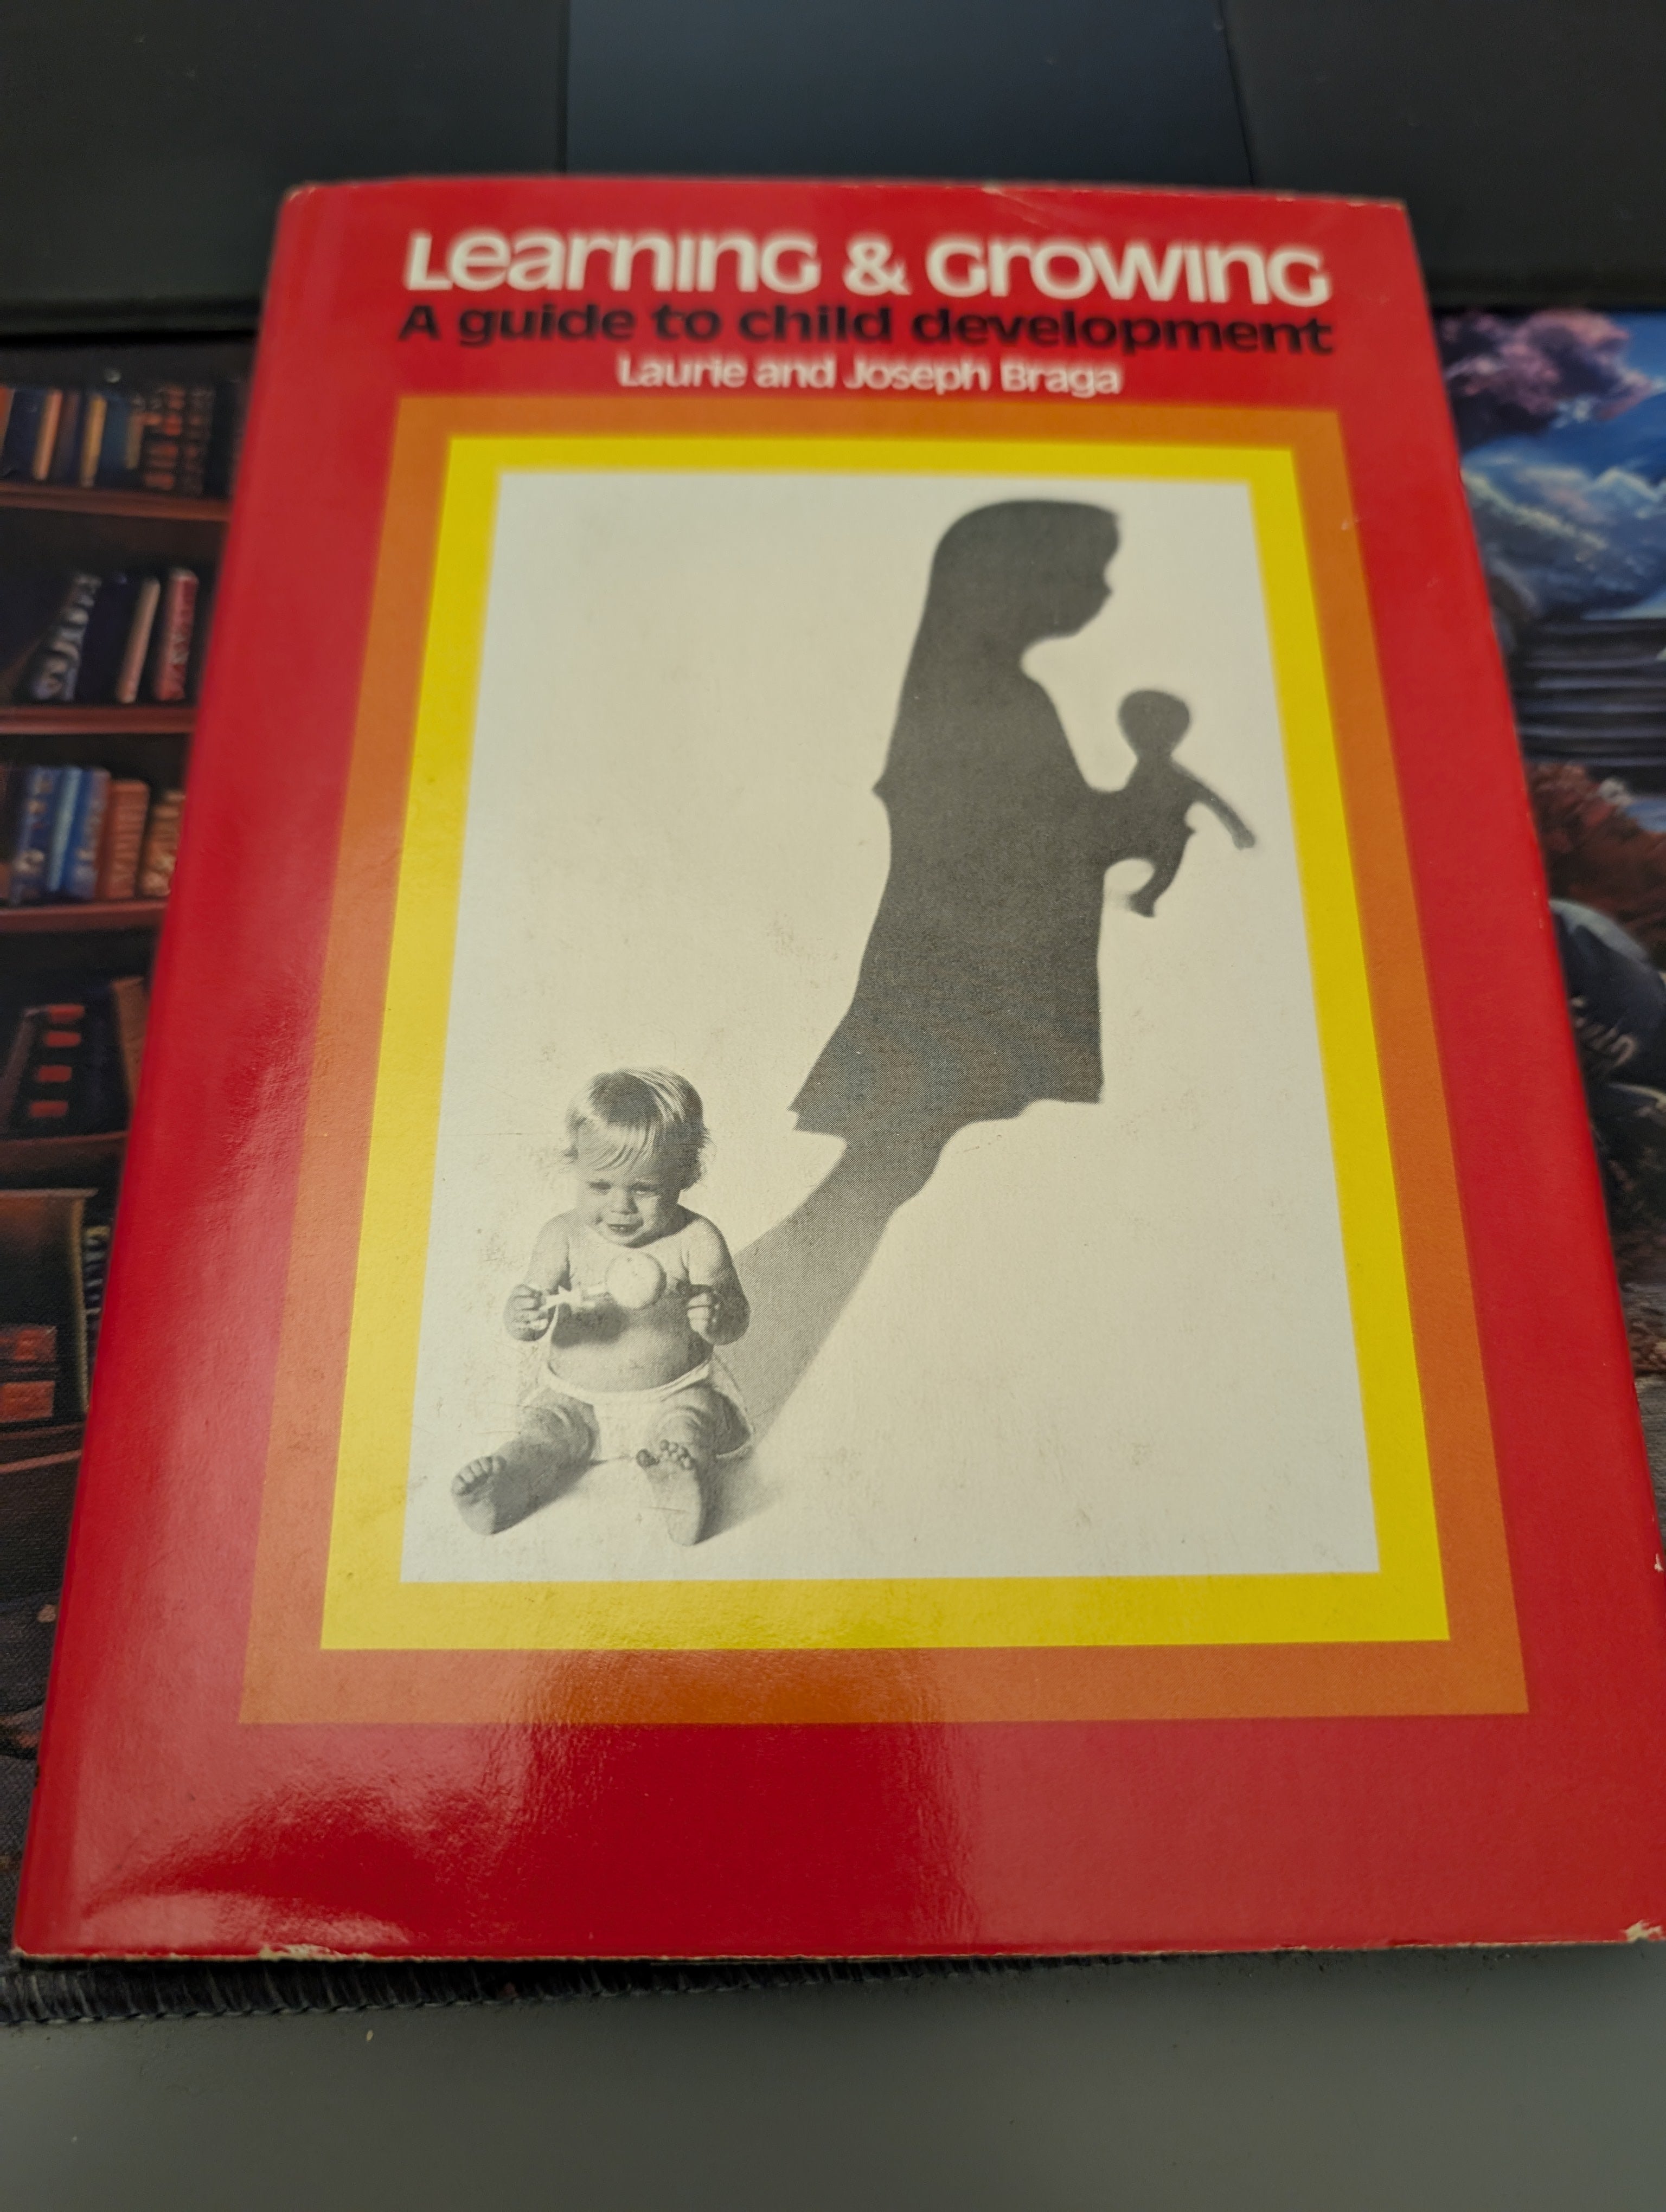 Learning & Growing
A guide to child development
Laurie and Joseph Braga